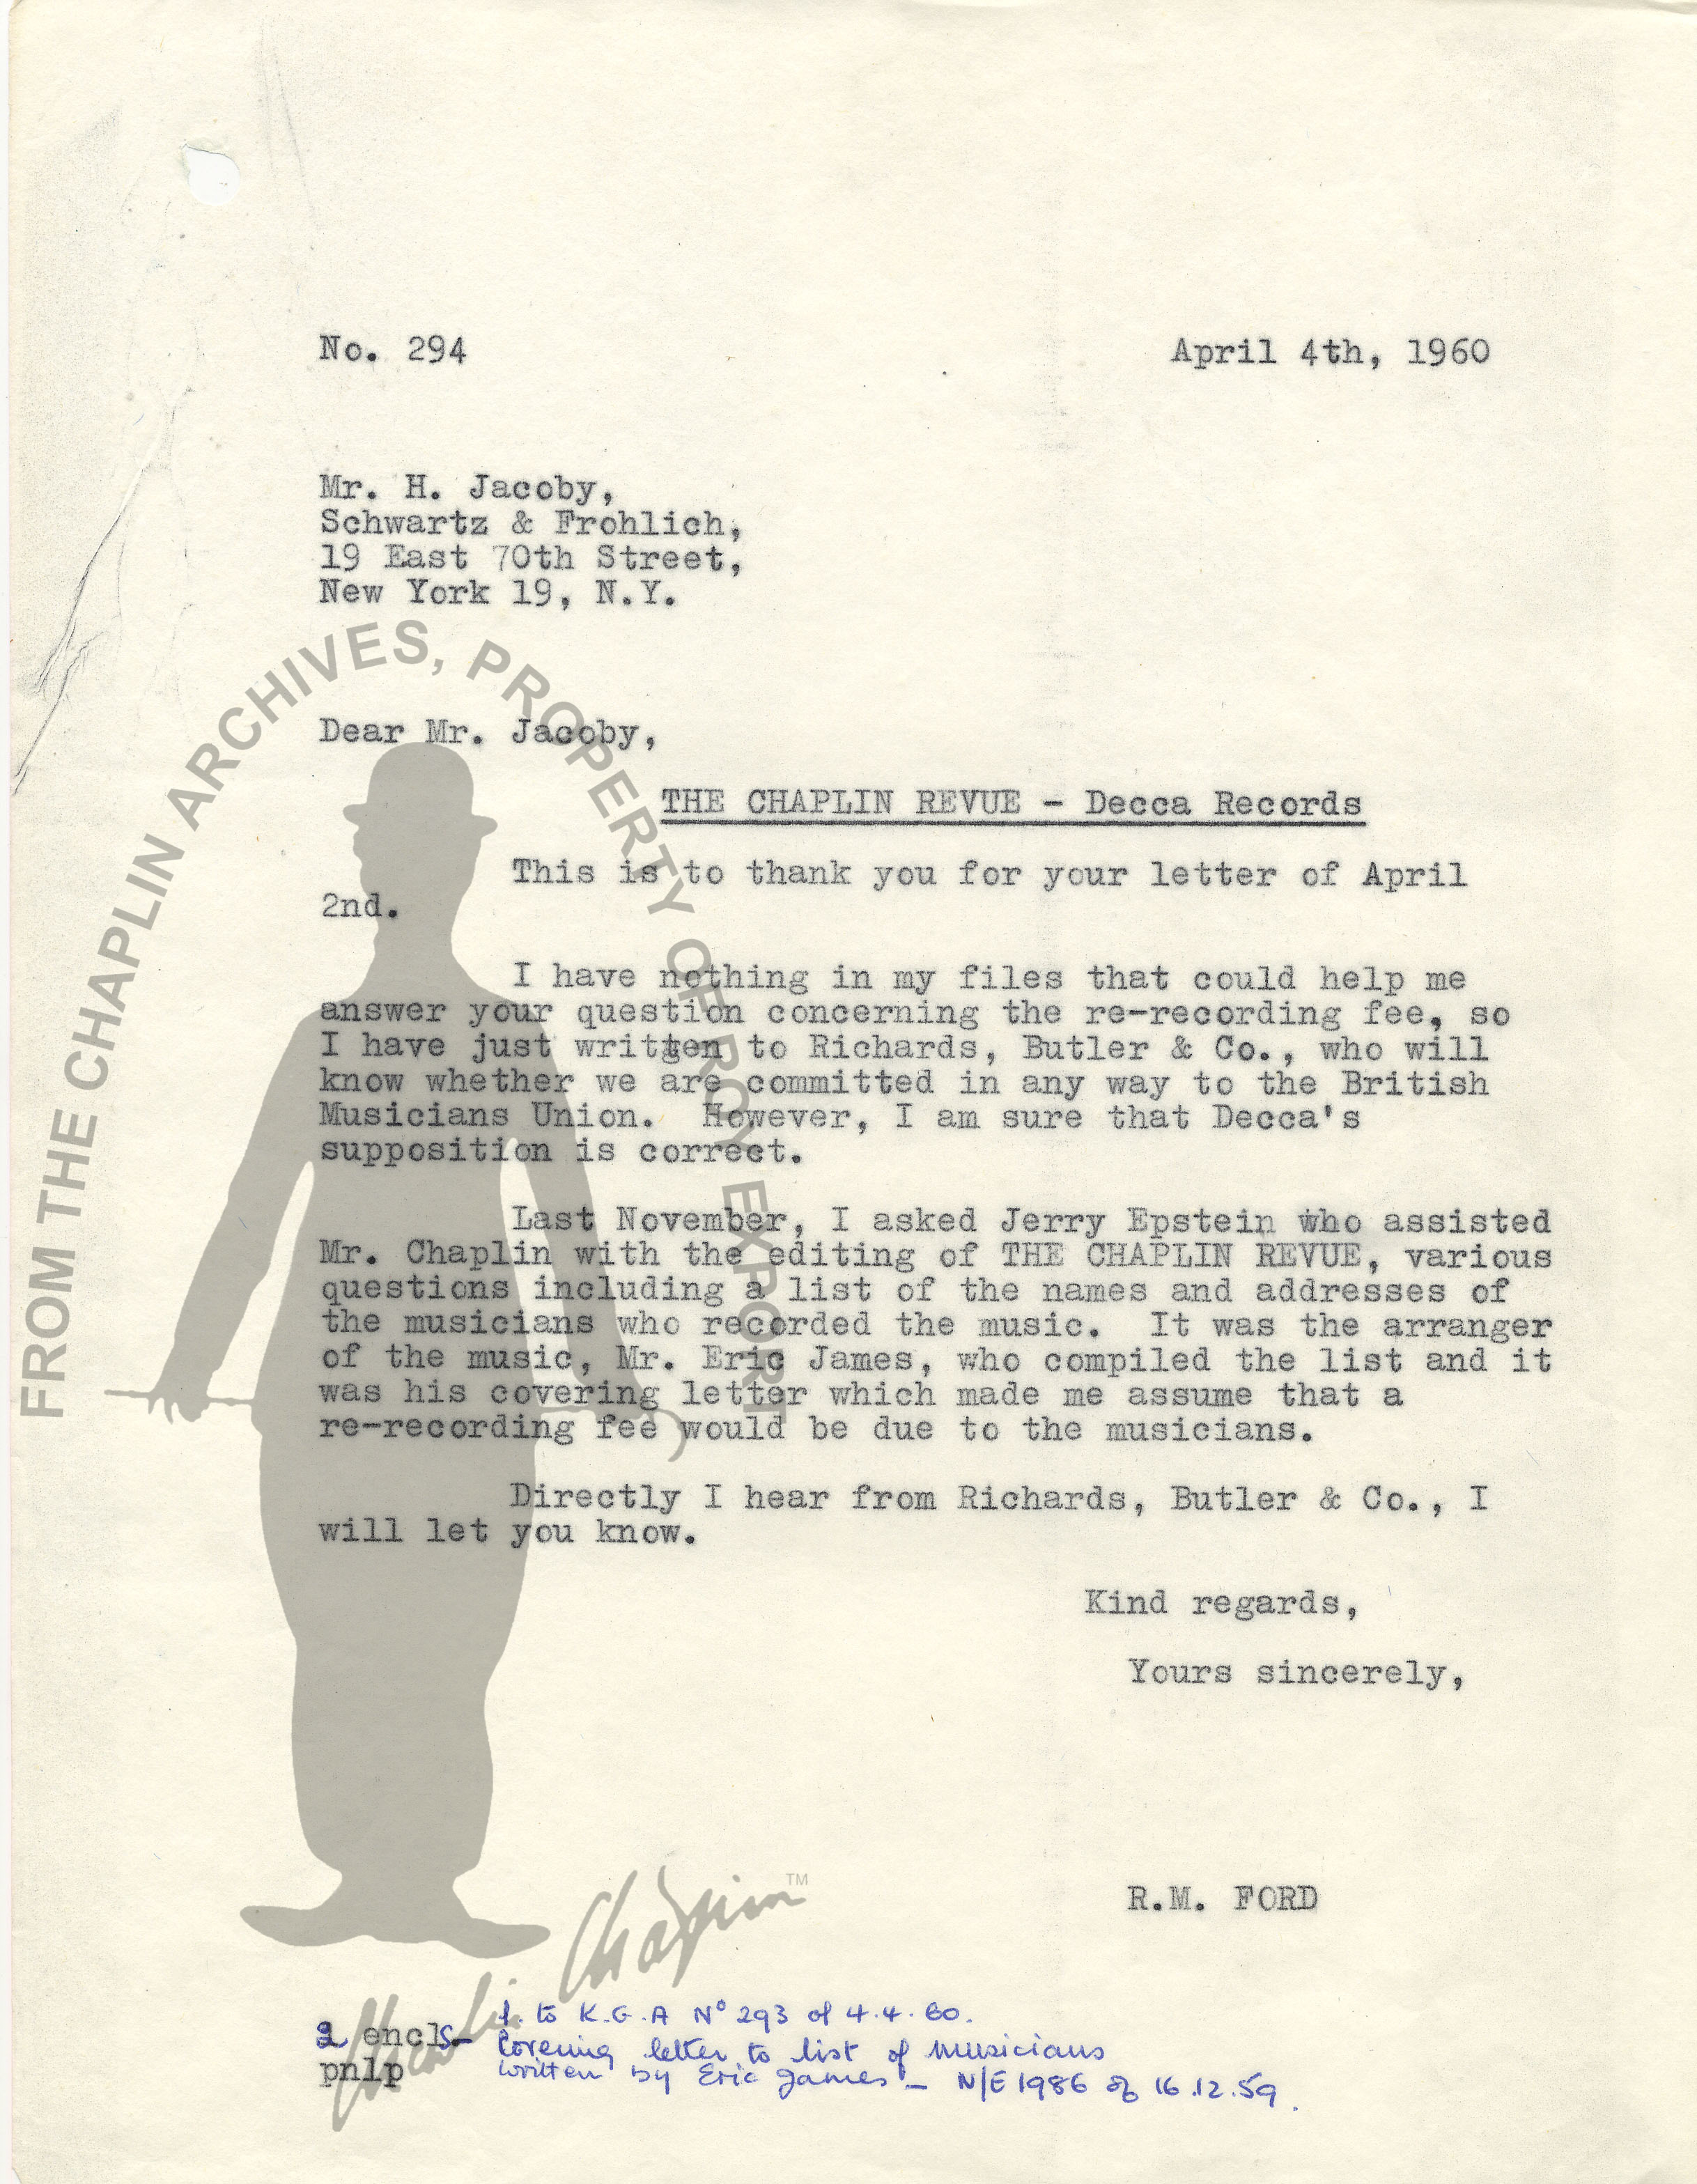 No. 294
April 4th, 1960
Mr. H. Jacoby,
Schwartz & Frohlich,
19 East 70th Street,
New York 19, N.Y.
Dear Mr. Jacoby,
THE CHAPLIN REVUE - Decca Records
This is to thank you for your letter of April
2nd.
I have nothing in my files that could help me
answer your question concerning the re-recording fee, so
I have just written to Richards, Butler & Co., who will
know whether we are committed in any way to the British
Musicians Union. However, I am sure that Decca's
supposition is correct.
Last November, I asked Jerry Epstein who assisted
Mr. Chaplin with the editing of THE CHAPLIN REVUE, various
questions including a list of the names and addresses of
the musicians who recorded the music. It was the arranger
of the music, Mr. Eric James, who compiled the list and it
was his covering letter which made me assume that a
re-recording fee would be due to the musicians.
Directly I hear from Richards, Butler & Co., I
will let you know.
Kind regards,
Yours sincerely,
R.M. FORD
2 encls-
pnlp
l. to K.G.A N° 293 of 4.4.60.
Covering letter to list of musicians
written by Eric James - N/E 1986 of 16.12.59.
FROM THE CHAPLIN ARCHIVES, PROPERTY OF ROY EXPORT
Charlie Chaplin™